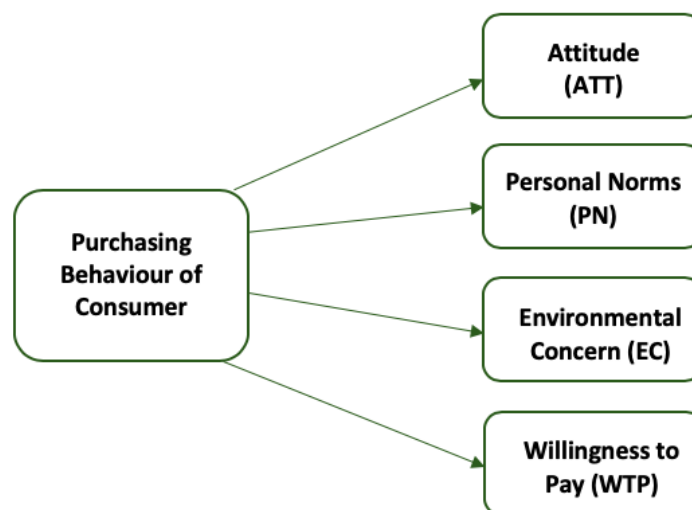 Attitude
(ATT)
Personal Norms
(PN)
Purchasing
Behaviour of
Consumer
Environmental
Concern (EC)
Willingness to
Pay (WTP)